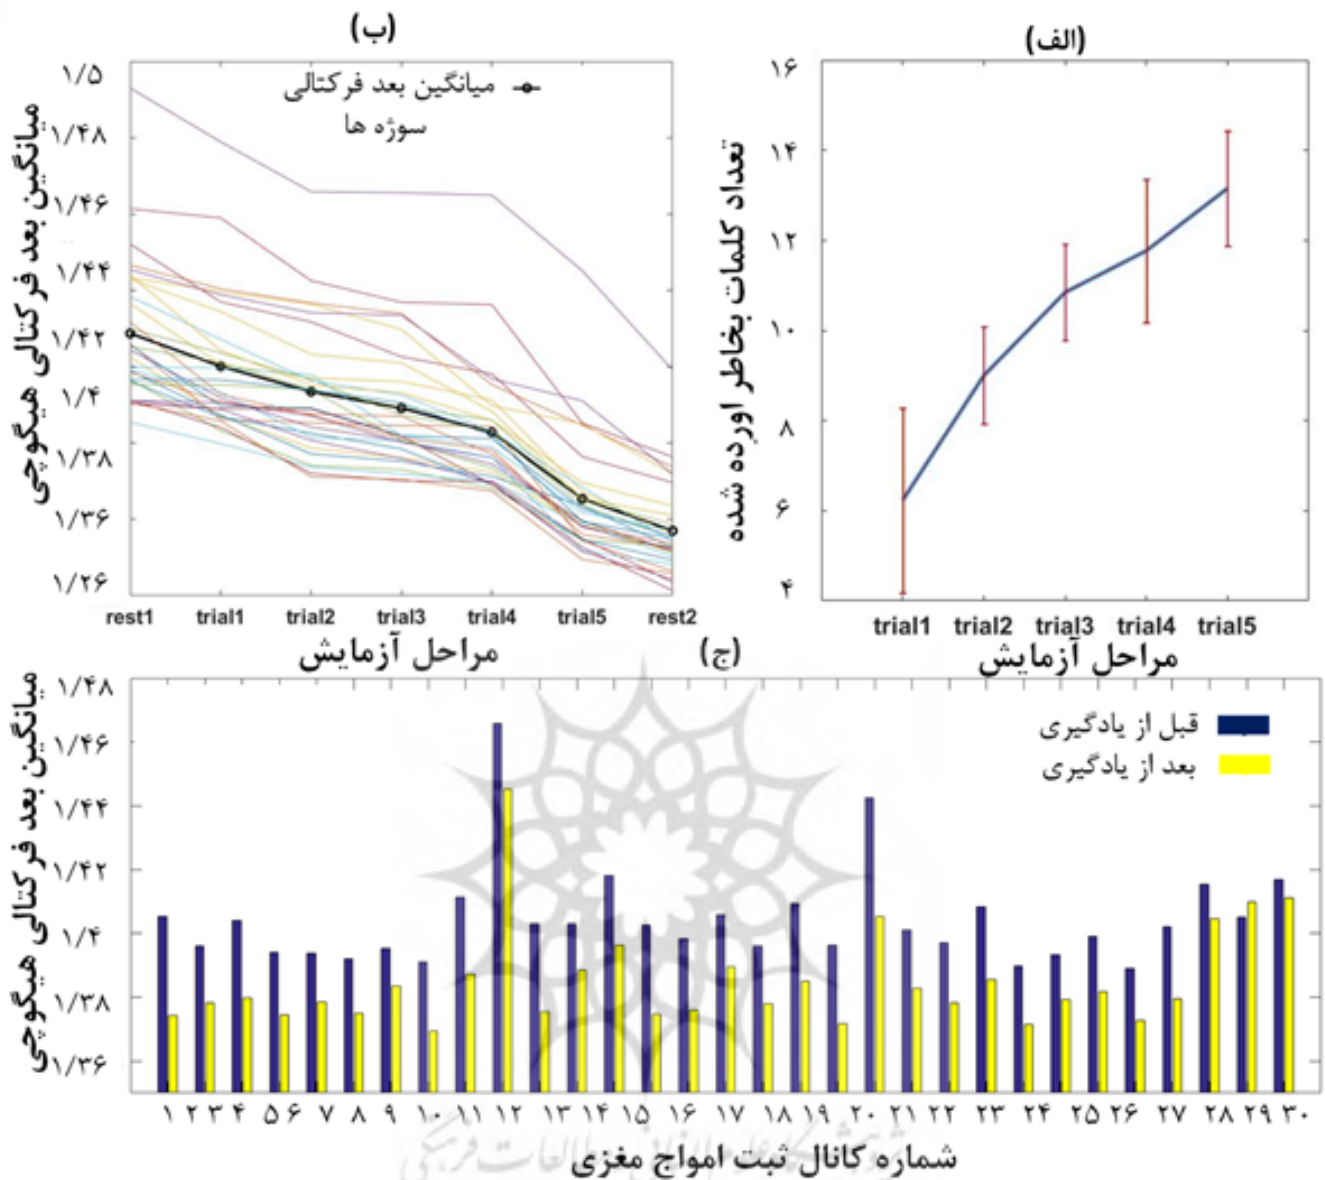 (الف)
تعداد کلمات بخاطر اورده شده
۱۶
۱۴
۱۲
۱۰
۸
۶
۴
trial1 trial2 trial3 trial4 trial5
مراحل آزمایش
(ب)
میانگین بعد فرکتالی هیگوچی
میانگین بعد فرکتالی
سوژه ها
۱/۵
۱/۴۸
۱/۴۶
۱/۴۴
۱/۴۲
۱/۴
۱/۳۸
۱/۳۶
۱/۲۶
rest1 trial1 trial2 trial3 trial4 trial5 rest2
مراحل آزمایش
(ج)
میانگین بعد فرکتالی هیگوچی
قبل از یادگیری
بعد از یادگیری
۱/۴۸
۱/۴۶
۱/۴۴
۱/۴۲
۱/۴
۱/۳۸
۱/۳۶
۱ ۲ ۳ ۴ ۵ ۶ ۷ ۸ ۹ ۱۰ ۱۱ ۱۲ ۱۳ ۱۴ ۱۵ ۱۶ ۱۷ ۱۸ ۱۹ ۲۰ ۲۱ ۲۲ ۲۳ ۲۴ ۲۵ ۲۶ ۲۷ ۲۸ ۲۹ ۳۰
شماره کانال ثبت امواج مغزی